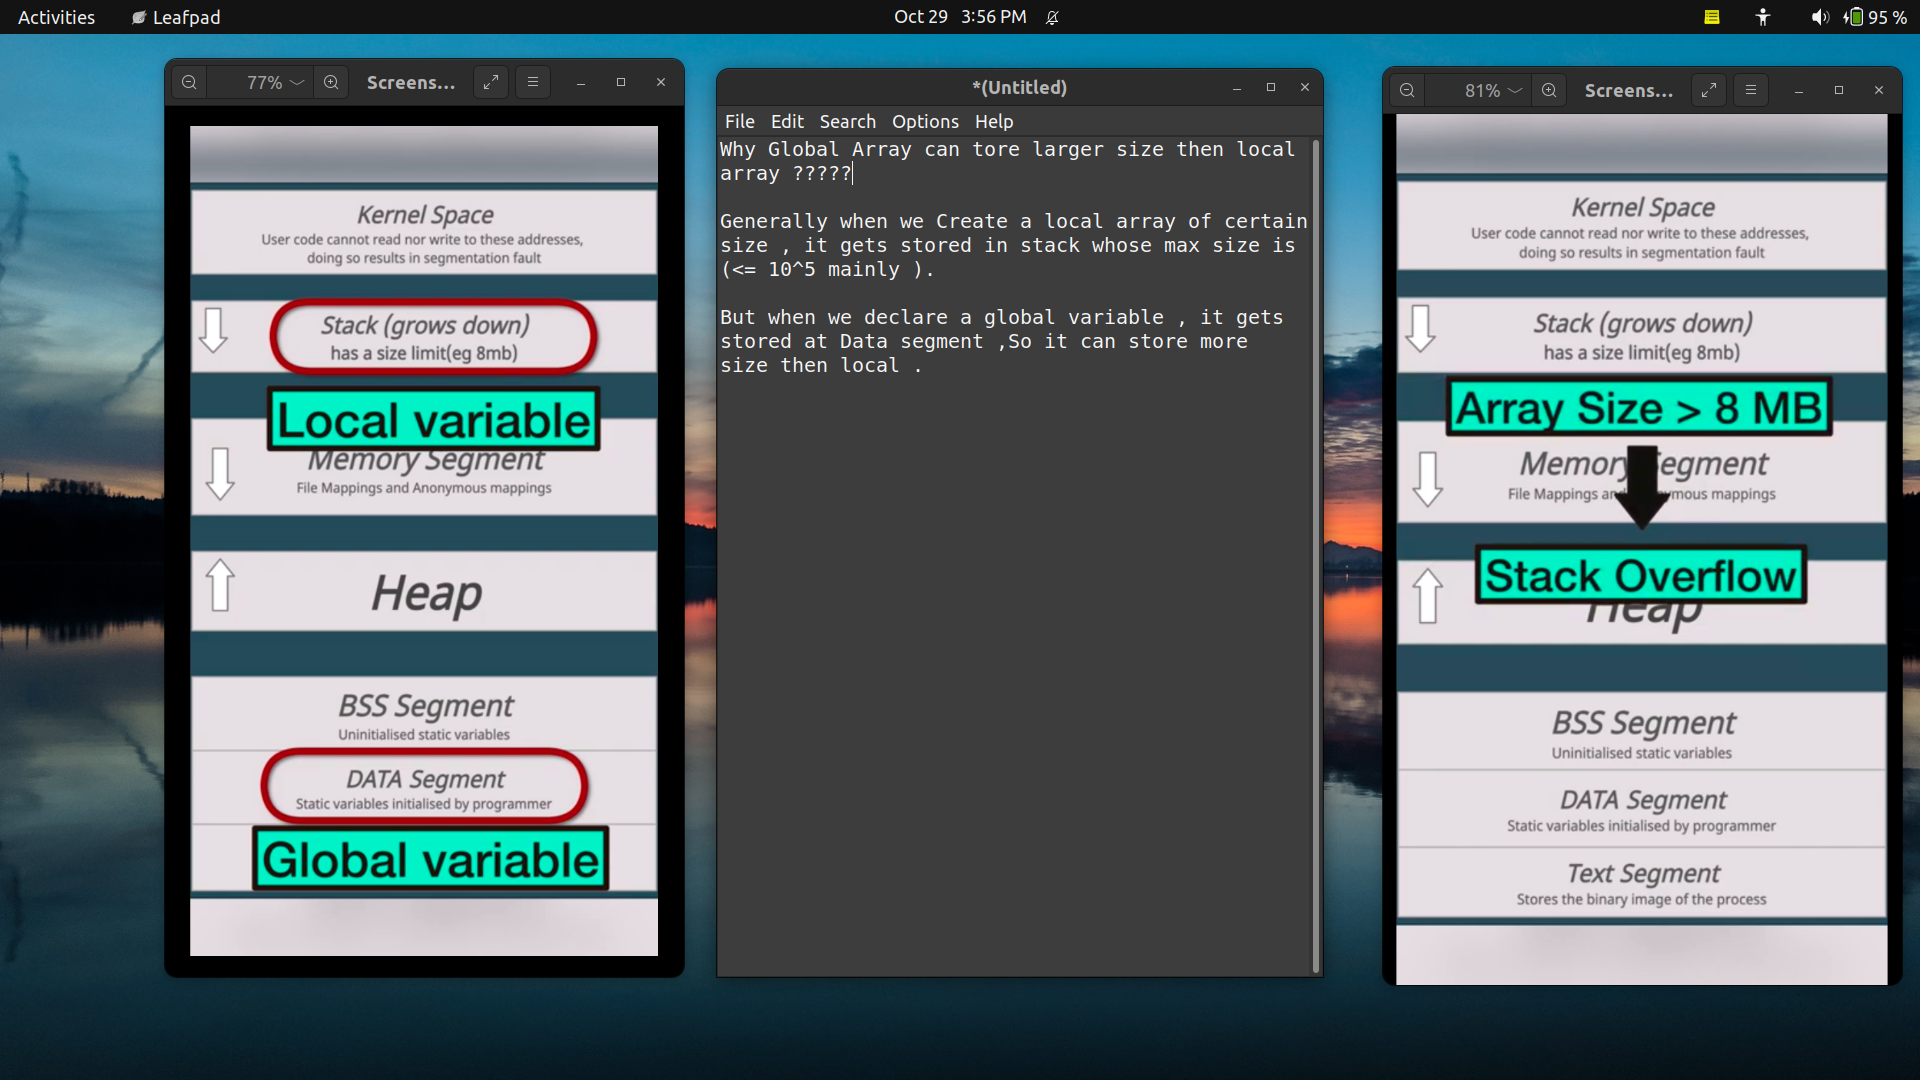 Activities
Leafpad
Oct 29 3:56 PM
95 %
77%
Screens...
Kernel Space
User code cannot read nor write to these addresses,
doing so results in segmentation fault
Stack (grows down)
has a size limit(eg 8mb)
Local variable
Memory Segment
File Mappings and Anonymous mappings
Heap
BSS Segment
Uninitialised static variables
DATA Segment
Static variables initialised by programmer
Global variable
*(Untitled)
File Edit Search Options Help
Why Global Array can tore larger size then local
array ?????
Generally when we Create a local array of certain
size , it gets stored in stack whose max size is
(<= 10^5 mainly ).
But when we declare a global variable , it gets
stored at Data segment ,So it can store more
size then local .
81%
Screens...
Kernel Space
User code cannot read nor write to these addresses,
doing so results in segmentation fault
Stack (grows down)
has a size limit(eg 8mb)
Array Size > 8 MB
Memory Segment
File Mappings and Anonymous mappings
Stack Overflow
Heap
BSS Segment
Uninitialised static variables
DATA Segment
Static variables initialised by programmer
Text Segment
Stores the binary image of the process